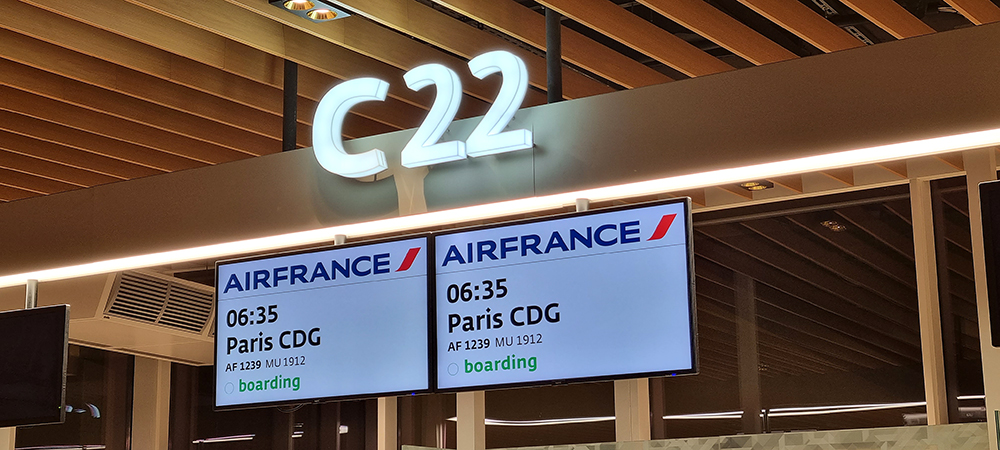 C22
AIRFRANCE
06:35
Paris CDG
AF 1239 MU 1912
boarding
AIRFRANCE
06:35
Paris CDG
AF 1239 MU 1912
boarding